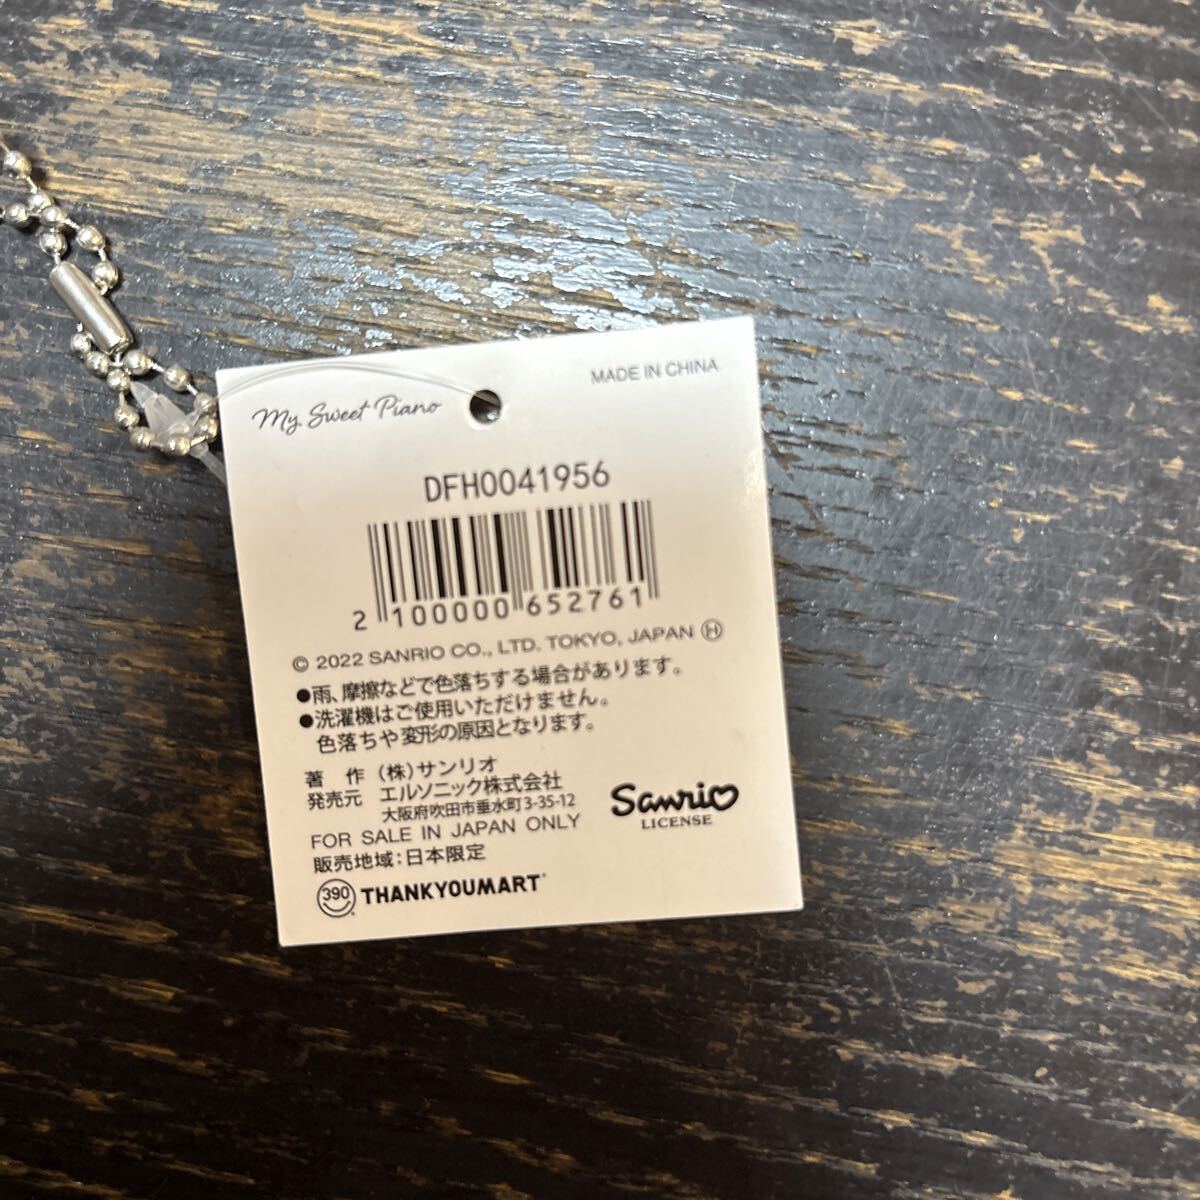 My Sweet Piano
MADE IN CHINA
DFH0041956
2 100000 652761
© 2022 SANRIO CO., LTD. TOKYO, JAPAN Ⓗ
●雨、摩擦などで色落ちする場合があります。
●洗濯機はご使用いただけません。
色落ちや変形の原因となります。
著 作 (株)サンリオ
発売元 エルソニック株式会社
大阪府吹田市垂水町3-35-12
FOR SALE IN JAPAN ONLY
販売地域:日本限定
Sanrio
LICENSE
390 THANKYOUMART